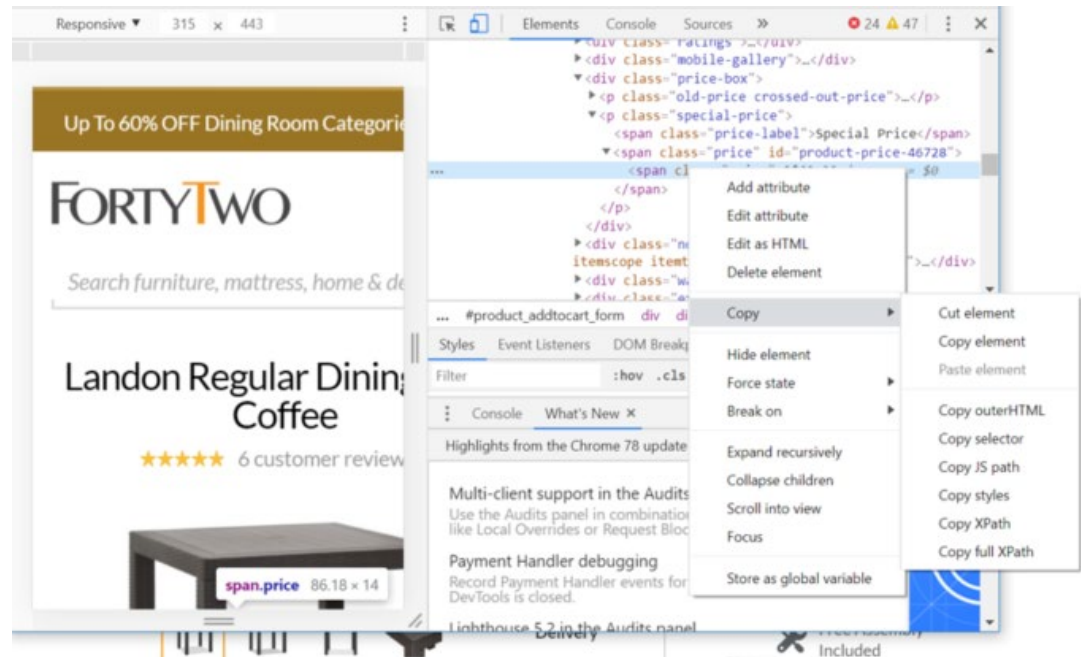 Responsive ▼ 315 x 443
Elements Console Sources » 24 47
Up To 60% OFF Dining Room Categorie
FORTYTWO
Search furniture, mattress, home & de
Landon Regular Dining
Coffee
★★★★★ 6 customer review
span.price 86.18 × 14
<div class="ratings">…</div>
<div class="mobile-gallery">…</div>
<div class="price-box">
<p class="old-price crossed-out-price">…</p>
<p class="special-price">
<span class="price-label">Special Price</span>
<span class="price" id="product-price-46728">
<span cl = $0
</span>
</p>
</div>
<div class="ne
itemscope itemt ">…</div>
<div class="wa
<div class="e
... #product_addtocart_form div di
Styles Event Listeners DOM Breakp
Filter :hov .cls
Console What's New ×
Highlights from the Chrome 78 update
Multi-client support in the Audits
Use the Audits panel in combination
like Local Overrides or Request Bloc
Payment Handler debugging
Record Payment Handler events for
DevTools is closed.
Lighthouse 5.2 in the Audits panel
Add attribute
Edit attribute
Edit as HTML
Delete element
Copy
Hide element
Force state
Break on
Expand recursively
Collapse children
Scroll into view
Focus
Store as global variable
Cut element
Copy element
Paste element
Copy outerHTML
Copy selector
Copy JS path
Copy styles
Copy XPath
Copy full XPath
Delivery
Free Assembly
Included